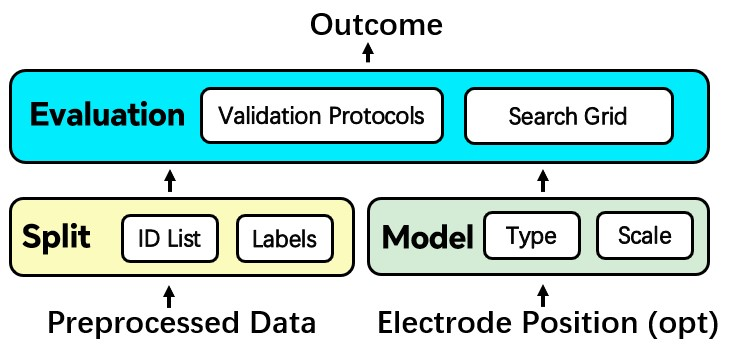 Outcome
Evaluation Validation Protocols Search Grid
Split ID List Labels Model Type Scale
Preprocessed Data Electrode Position (opt)